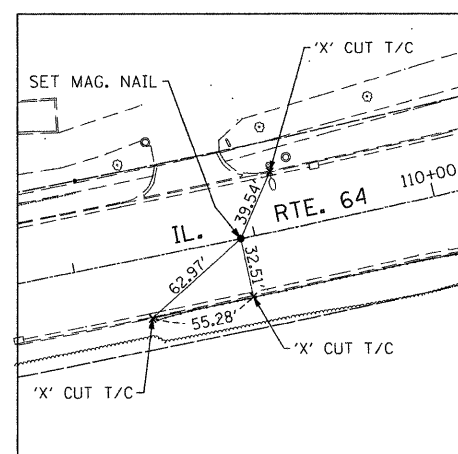 'X' CUT T/C
SET MAG. NAIL
110+00
39.54'
IL. RTE. 64
32.51'
62.97'
55.28'
'X' CUT T/C
'X' CUT T/C